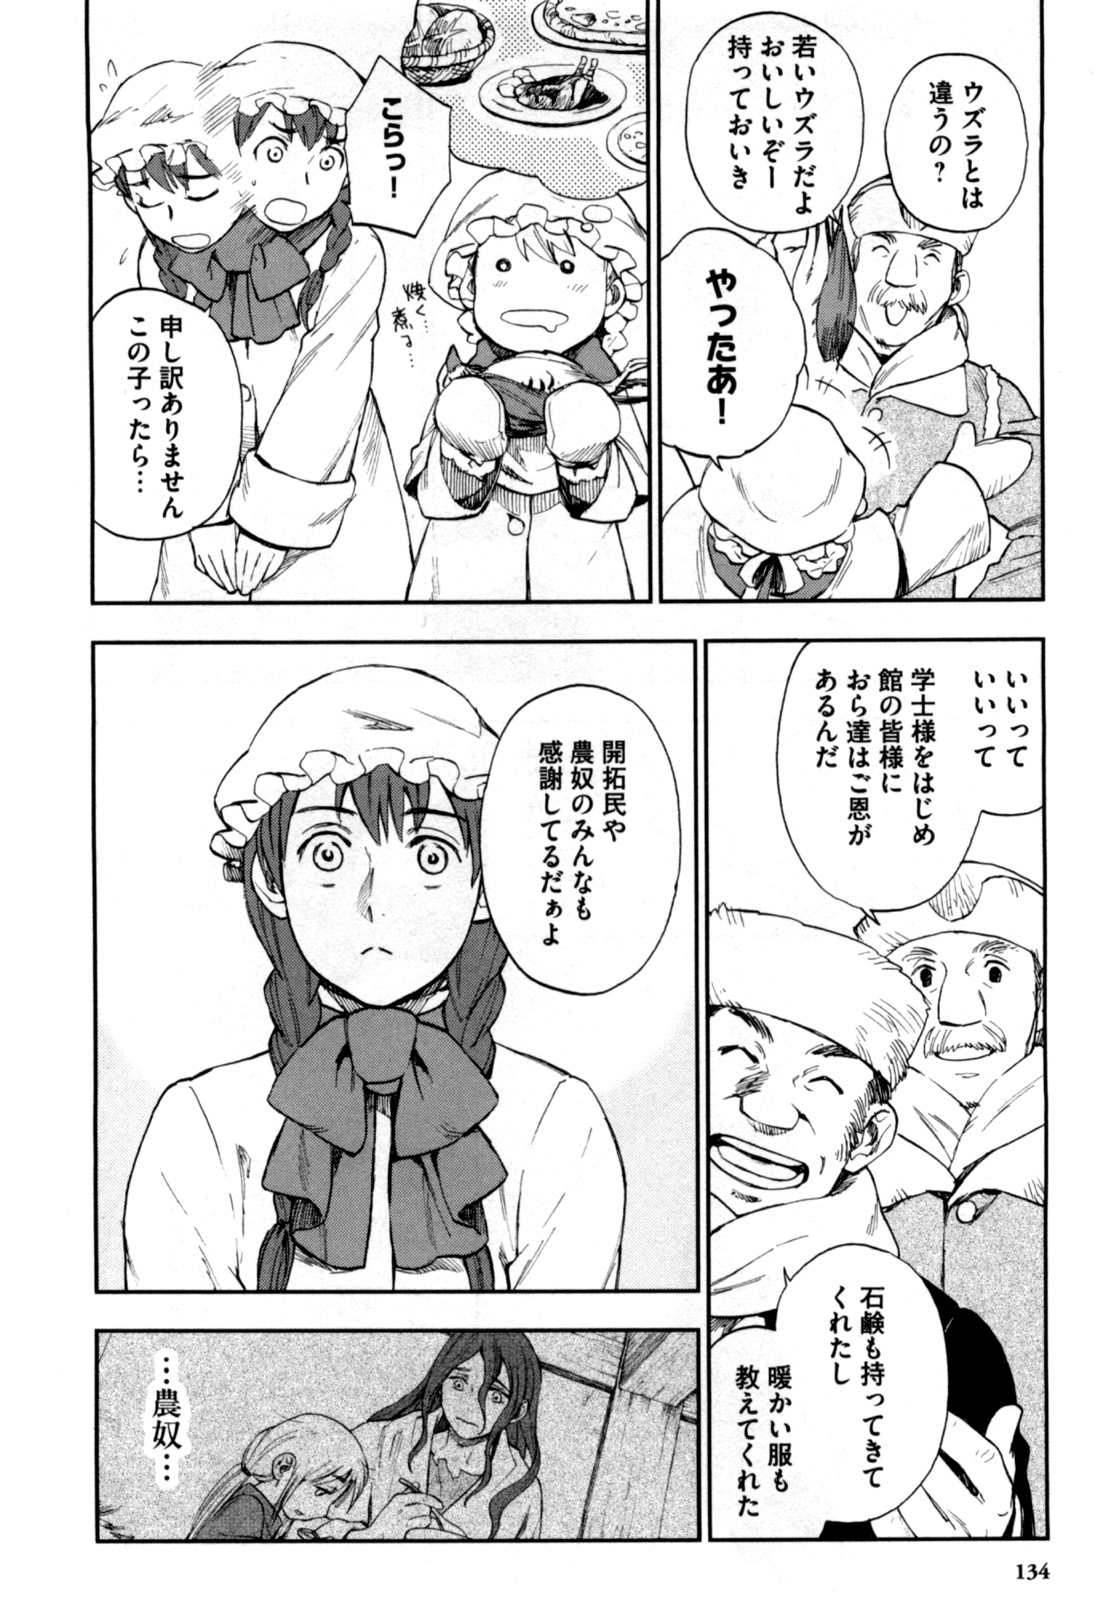 ウズラとは
違うの?
若いウズラだよ
おいしいぞー
持っておいき
やったあ!
こらっ!
焼く…
煮る…
申し訳ありません
この子ったら…
いいって
いいって
学士様をはじめ
館の皆様に
おら達はご恩が
あるんだ
石鹸も持ってきて
くれたし
暖かい服も
教えてくれた
開拓民や
農奴のみんなも
感謝してるだぁよ
…農奴…
134